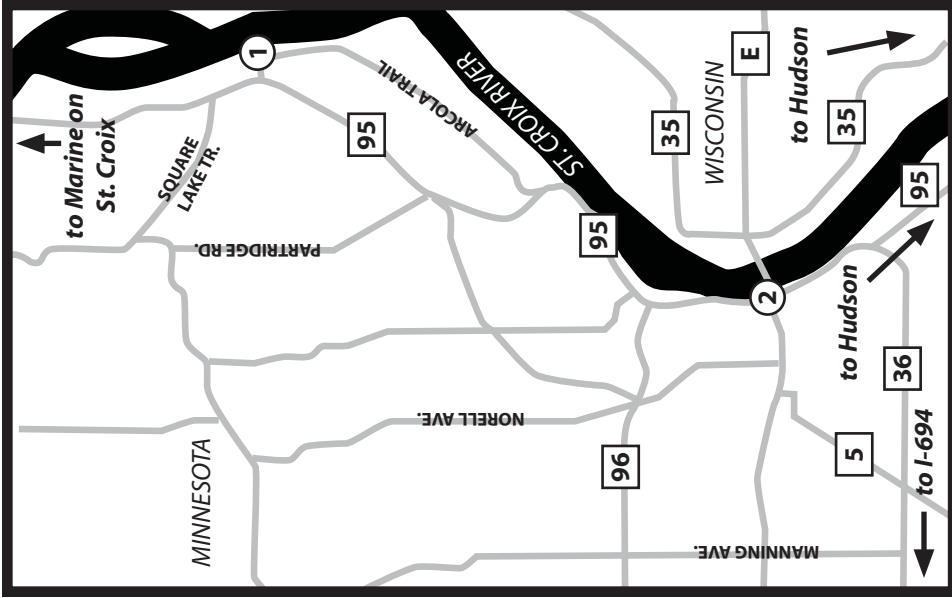 to Marine on
St. Croix
SQUARE
LAKE TR.
MINNESOTA
PARTRIDGE RD.
1
95
ARCOLA TRAIL
NORELL AVE.
ST. CROIX RIVER
95
96
35
WISCONSIN
E
MANNING AVE.
2
to Hudson
35
to Hudson
5
36
95
to I-694